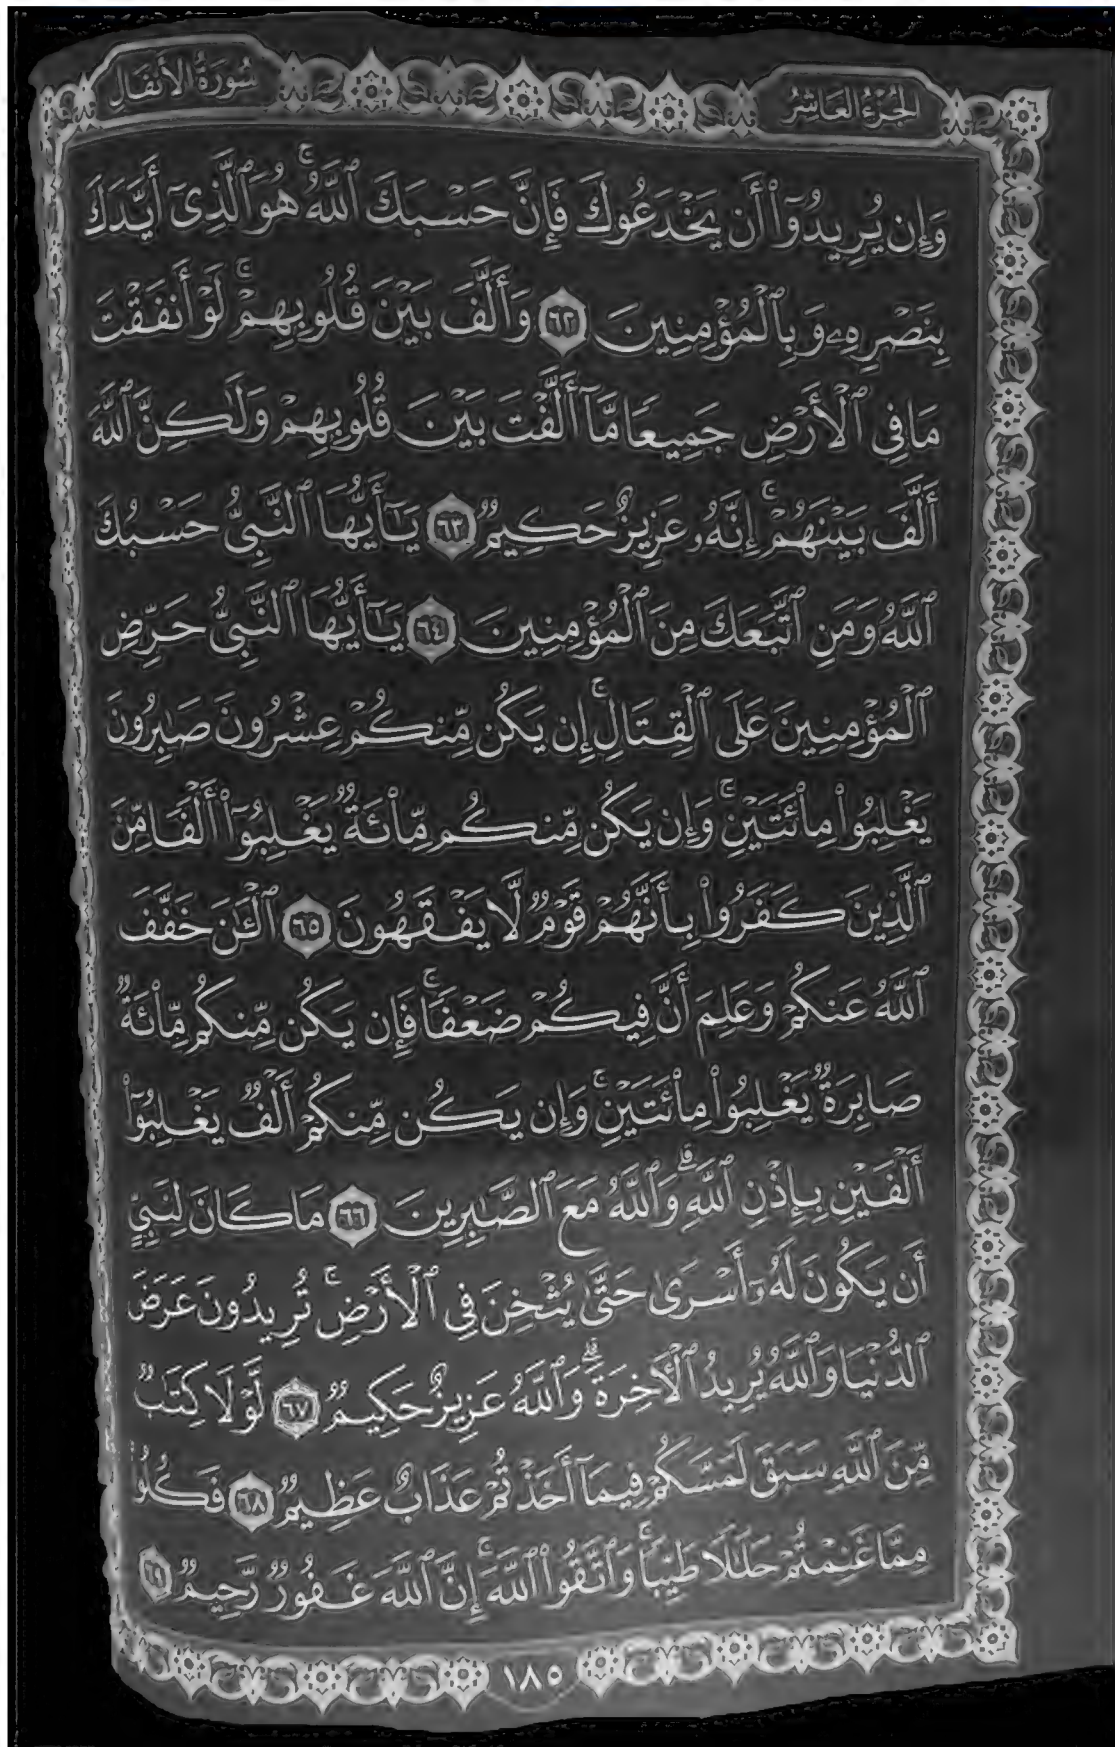 الجُزْءُ العَاشِرُ
سُورَةُ الأَنفَالِ
وَإِن يُرِيدُوٓاْ أَن يَخْدَعُوكَ فَإِنَّ حَسْبَكَ ٱللَّهُۚ هُوَ ٱلَّذِىٓ أَيَّدَكَ
بِنَصْرِهِۦ وَبِٱلْمُؤْمِنِينَ ٦٢ وَأَلَّفَ بَيْنَ قُلُوبِهِمْۚ لَوْ أَنفَقْتَ
مَا فِى ٱلْأَرْضِ جَمِيعًا مَّآ أَلَّفْتَ بَيْنَ قُلُوبِهِمْ وَلَٰكِنَّ ٱللَّهَ
أَلَّفَ بَيْنَهُمْۚ إِنَّهُۥ عَزِيزٌ حَكِيمٌ ٦٣ يَٰٓأَيُّهَا ٱلنَّبِىُّ حَسْبُكَ
ٱللَّهُ وَمَنِ ٱتَّبَعَكَ مِنَ ٱلْمُؤْمِنِينَ ٦٤ يَٰٓأَيُّهَا ٱلنَّبِىُّ حَرِّضِ
ٱلْمُؤْمِنِينَ عَلَى ٱلْقِتَالِۚ إِن يَكُن مِّنكُمْ عِشْرُونَ صَٰبِرُونَ
يَغْلِبُواْ مِاْئَتَيْنِۚ وَإِن يَكُن مِّنكُم مِّاْئَةٌ يَغْلِبُوٓاْ أَلْفًا مِّنَ
ٱلَّذِينَ كَفَرُواْ بِأَنَّهُمْ قَوْمٌ لَّا يَفْقَهُونَ ٦٥ ٱلْـَٰٔنَ خَفَّفَ
ٱللَّهُ عَنكُمْ وَعَلِمَ أَنَّ فِيكُمْ ضَعْفًاۚ فَإِن يَكُن مِّنكُم مِّاْئَةٌ
صَابِرَةٌ يَغْلِبُواْ مِاْئَتَيْنِۚ وَإِن يَكُن مِّنكُمْ أَلْفٌ يَغْلِبُوٓاْ
أَلْفَيْنِ بِإِذْنِ ٱللَّهِۗ وَٱللَّهُ مَعَ ٱلصَّٰبِرِينَ ٦٦ مَا كَانَ لِنَبِىٍّ
أَن يَكُونَ لَهُۥٓ أَسْرَىٰ حَتَّىٰ يُثْخِنَ فِى ٱلْأَرْضِۚ تُرِيدُونَ عَرَضَ
ٱلدُّنْيَا وَٱللَّهُ يُرِيدُ ٱلْأَخِرَةَۗ وَٱللَّهُ عَزِيزٌ حَكِيمٌ ٦٧ لَّوْلَا كِتَٰبٌ
مِّنَ ٱللَّهِ سَبَقَ لَمَسَّكُمْ فِيمَآ أَخَذْتُمْ عَذَابٌ عَظِيمٌ ٦٨ فَكُلُواْ
مِمَّا غَنِمْتُمْ حَلَٰلًا طَيِّبًاۚ وَٱتَّقُواْ ٱللَّهَۚ إِنَّ ٱللَّهَ غَفُورٌ رَّحِيمٌ ٦٩
١٨٥